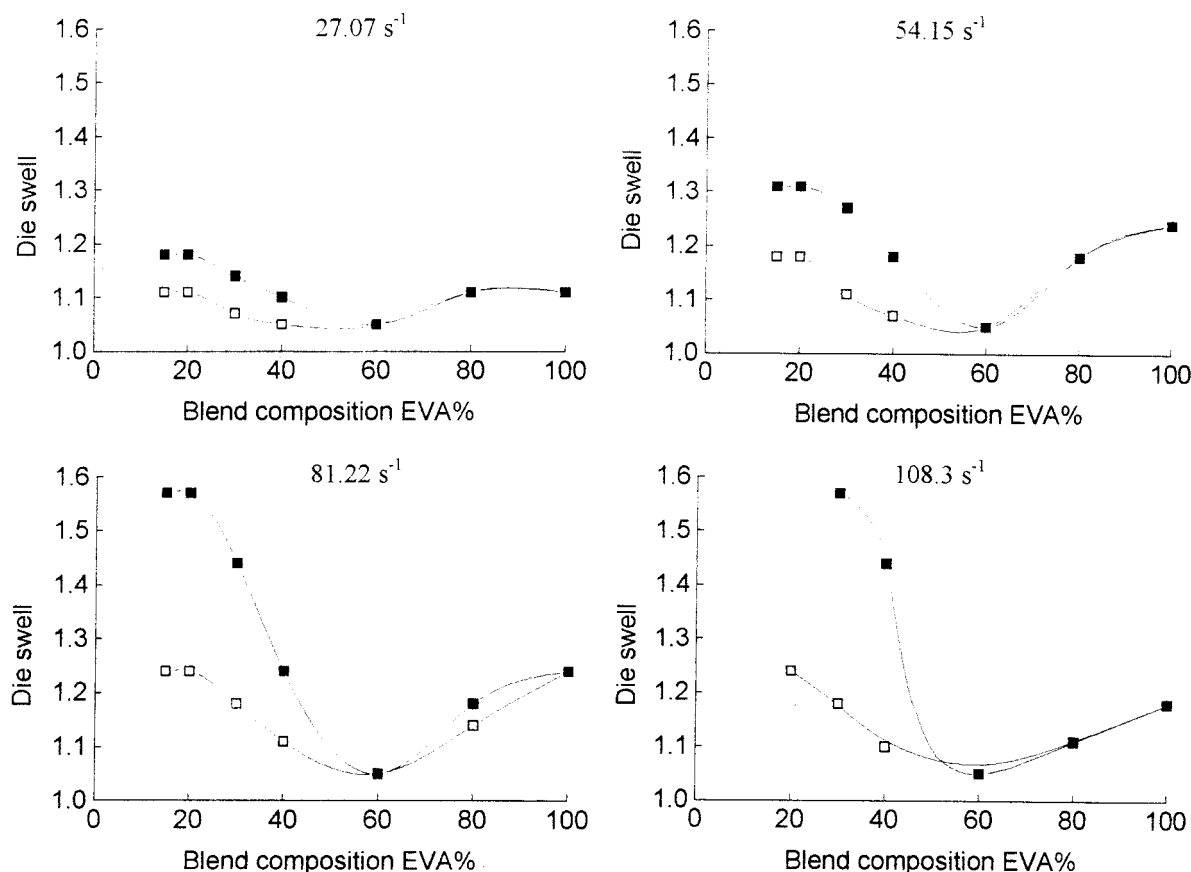 27.07 s⁻¹
1.6
1.5
1.4
1.3
1.2
1.1
1.0
Die swell
0 20 40 60 80 100
Blend composition EVA%
54.15 s⁻¹
1.6
1.5
1.4
1.3
1.2
1.1
1.0
Die swell
0 20 40 60 80 100
Blend composition EVA%
81.22 s⁻¹
1.6
1.5
1.4
1.3
1.2
1.1
1.0
Die swell
0 20 40 60 80 100
Blend composition EVA%
108.3 s⁻¹
1.6
1.5
1.4
1.3
1.2
1.1
1.0
Die swell
0 20 40 60 80 100
Blend composition EVA%